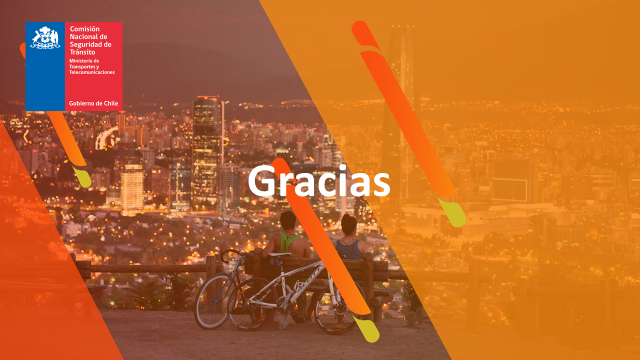 Comisión
Nacional de
Seguridad de
Tránsito
Ministerio de
Transportes y
Telecomunicaciones
Gobierno de Chile
Gracias